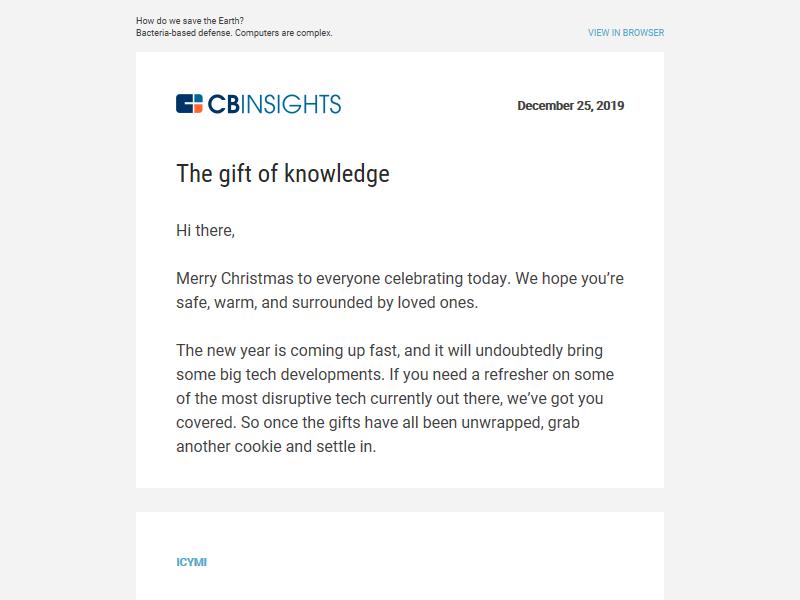 How do we save the Earth?
Bacteria-based defense. Computers are complex.
VIEW IN BROWSER
CBINSIGHTS
December 25, 2019
The gift of knowledge
Hi there,
Merry Christmas to everyone celebrating today. We hope you’re
safe, warm, and surrounded by loved ones.
The new year is coming up fast, and it will undoubtedly bring
some big tech developments. If you need a refresher on some
of the most disruptive tech currently out there, we’ve got you
covered. So once the gifts have all been unwrapped, grab
another cookie and settle in.
ICYMI